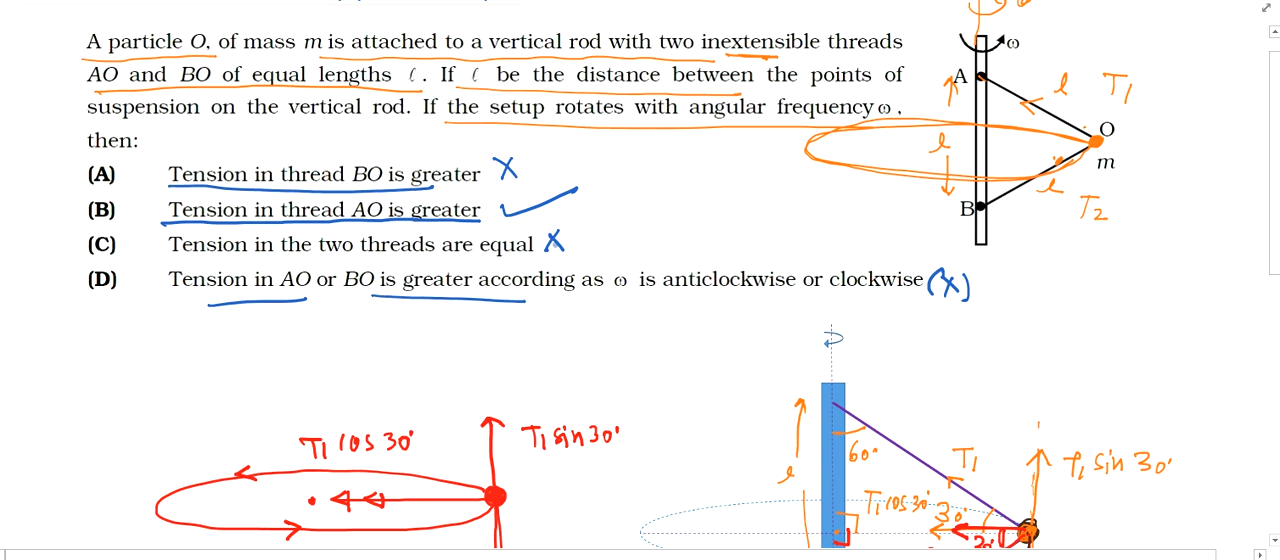 A particle O, of mass m is attached to a vertical rod with two inextensible threads
AO and BO of equal lengths ℓ. If ℓ be the distance between the points of
suspension on the vertical rod. If the setup rotates with angular frequency ω,
then:
(A) Tension in thread BO is greater X
(B) Tension in thread AO is greater ✓
(C) Tension in the two threads are equal X
(D) Tension in AO or BO is greater according as ω is anticlockwise or clockwise (X)
ω
A
l
T1
O
m
l
l
B
T2
T1 cos 30°
T1 sin 30°
l
60°
T1
T1 sin 30°
T1 cos 30°
30°
30°